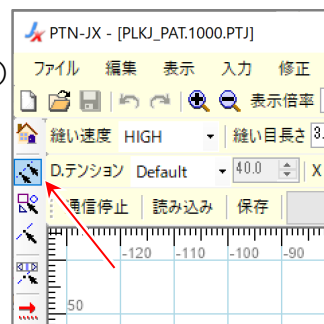 PTN-JX - [PLKJ_PAT.1000.PTJ]
ファイル 編集 表示 入力 修正
表示倍率
縫い速度 HIGH 縫い目長さ 3.
D.テンション Default 40.0 X
通信停止 読み込み 保存
-120 -110 -100 -90
50